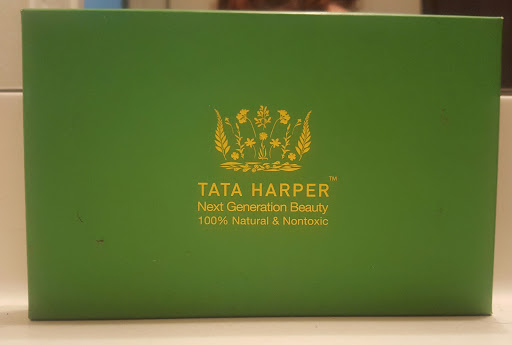 TATA HARPER™
Next Generation Beauty
100% Natural & Nontoxic